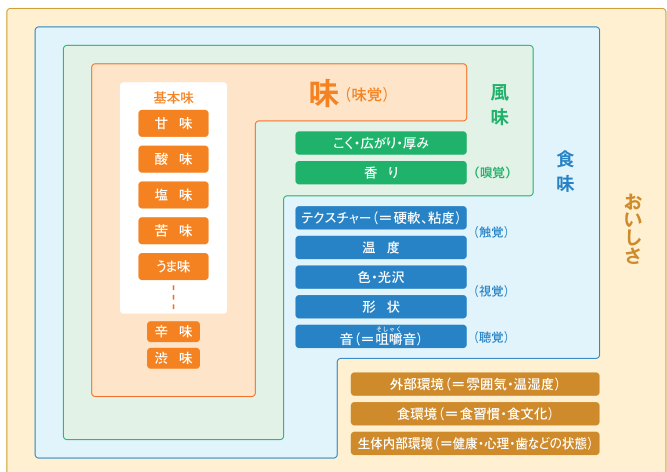 味(味覚)
基本味
甘 味
酸 味
塩 味
苦 味
うま味
辛 味
渋 味
風味
こく・広がり・厚み
香 り
(嗅覚)
食味
テクスチャー(=硬軟、粘度)
(触覚)
温 度
色・光沢
(視覚)
形 状
そしゃく
音(=咀嚼音)
(聴覚)
おいしさ
外部環境(=雰囲気・温湿度)
食環境(=食習慣・食文化)
生体内部環境(=健康・心理・歯などの状態)